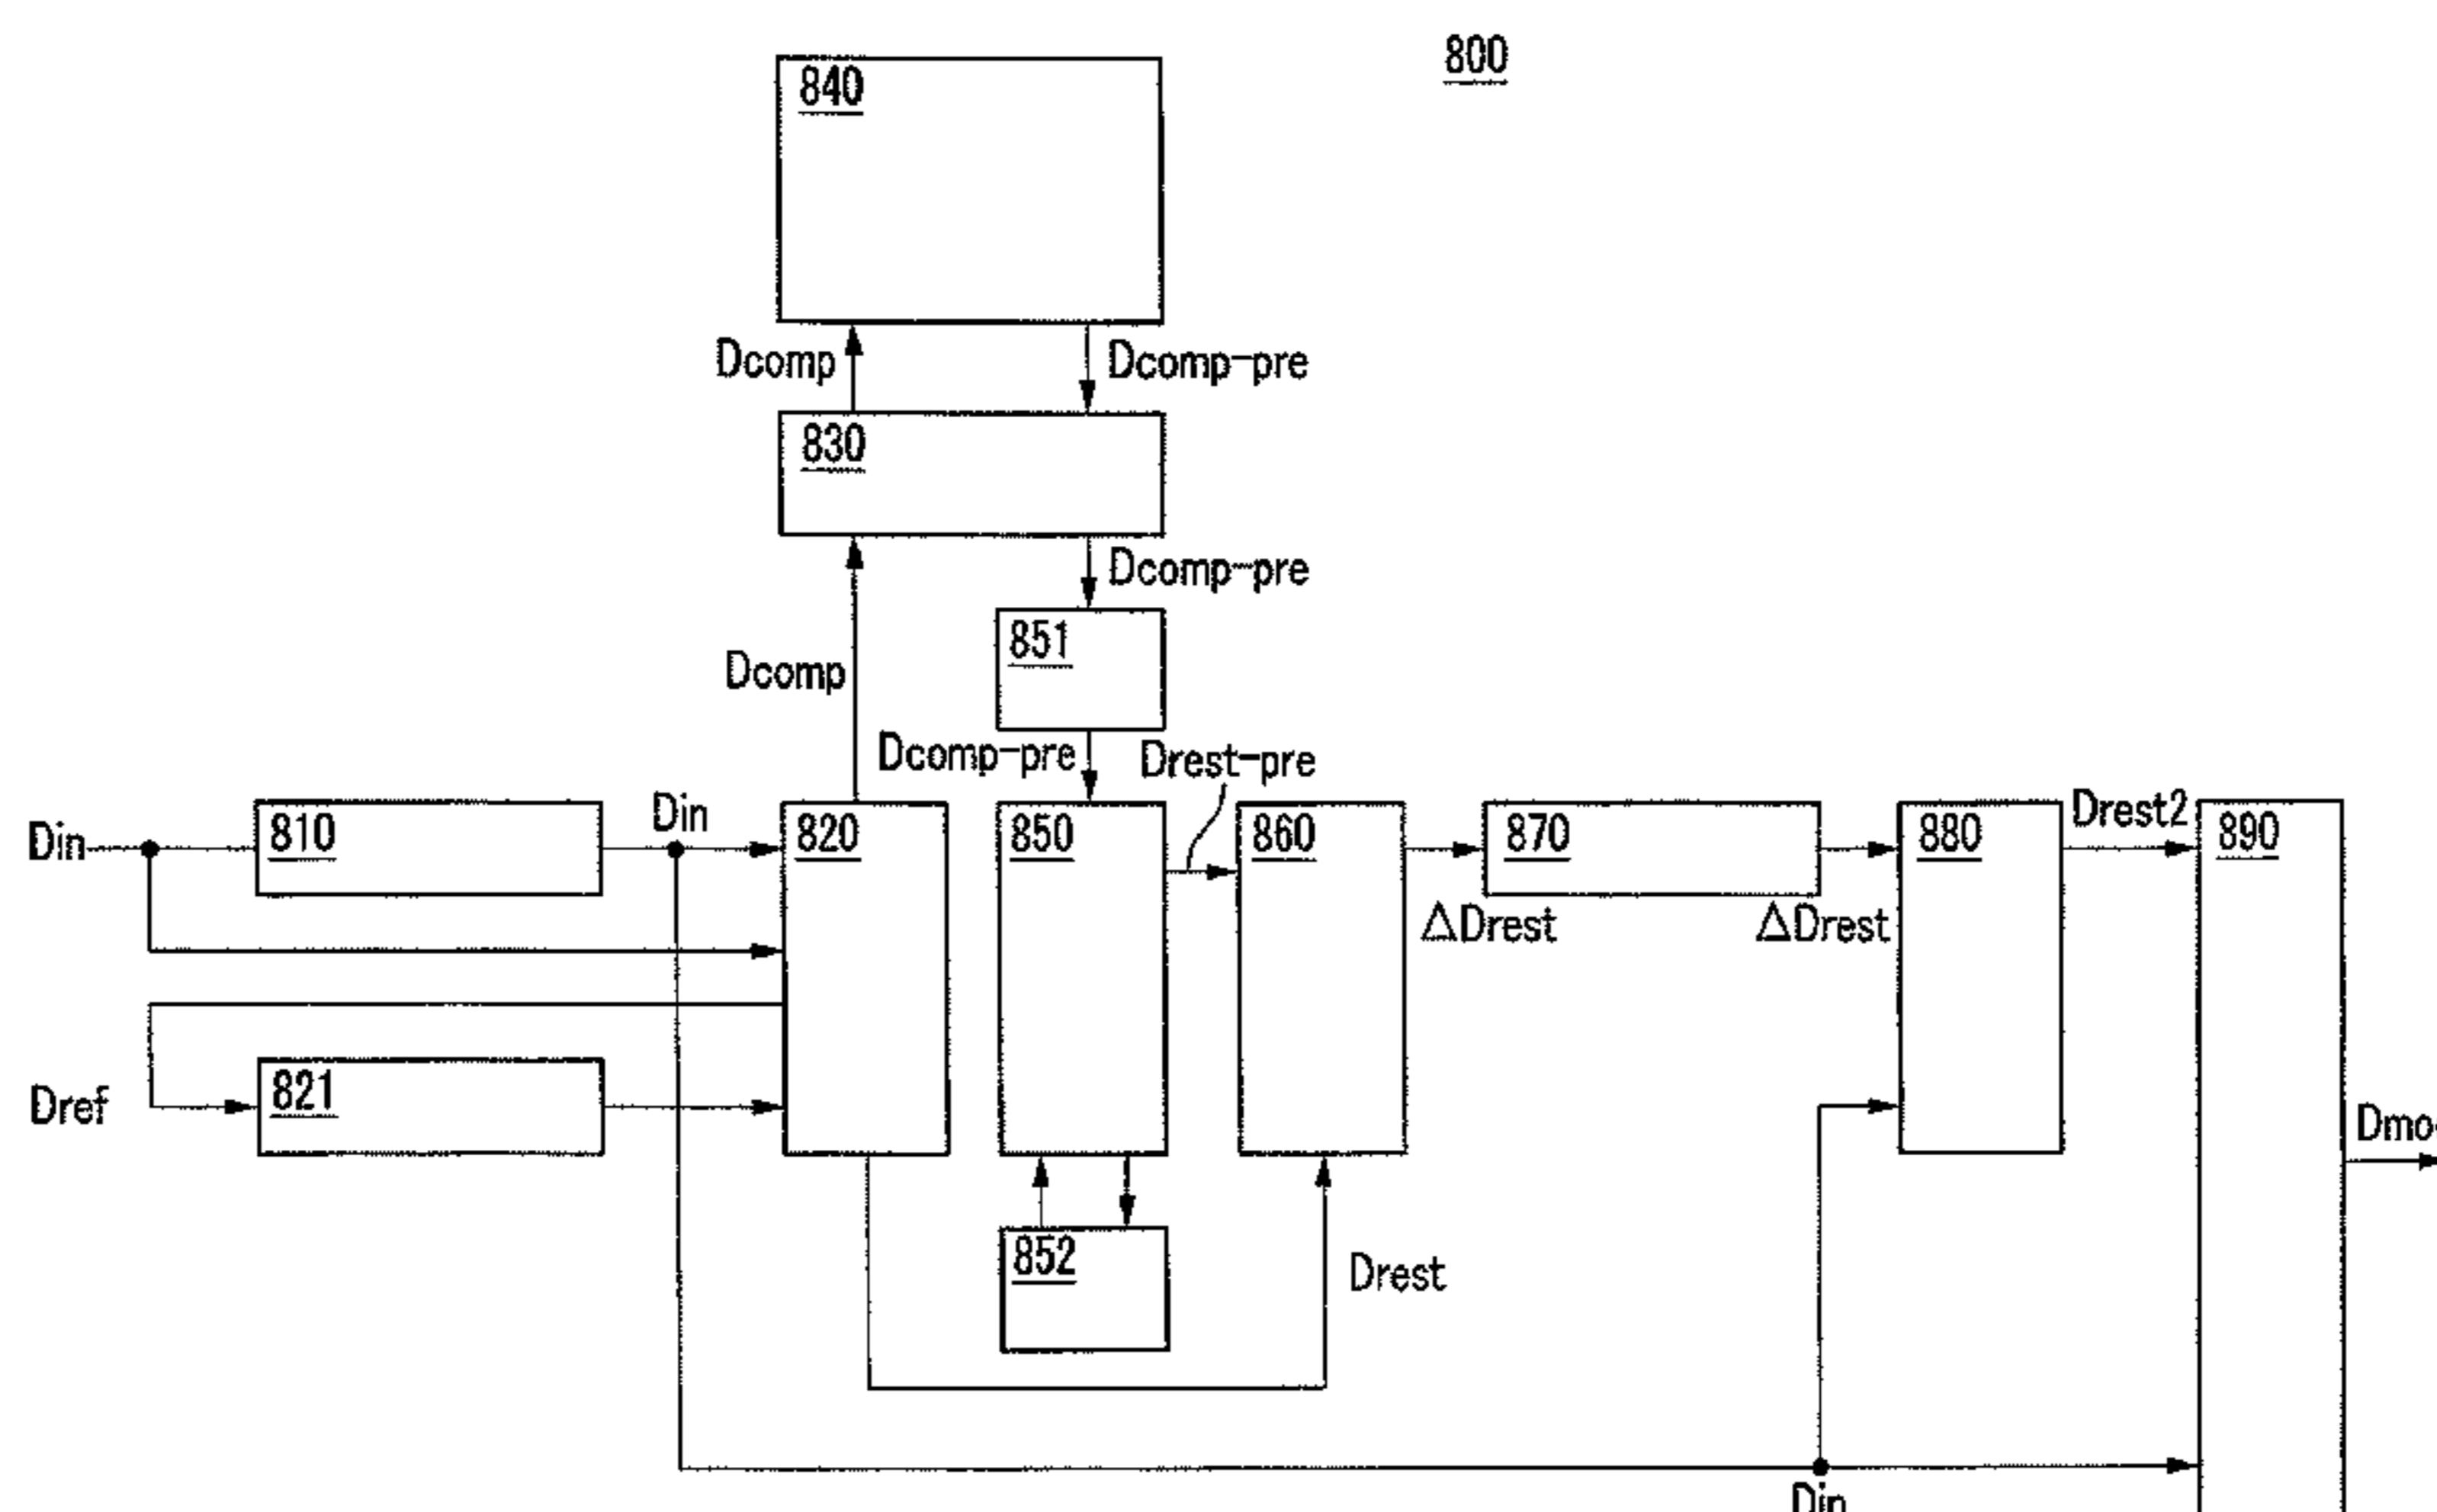 800
840
Dcomp
Dcomp-pre
830
Dcomp-pre
851
Dcomp
Dcomp-pre
Drest-pre
Din
810
Din
820
850
860
870
880
Drest2
890
ΔDrest
ΔDrest
Dref
821
Dmo
852
Drest
Din